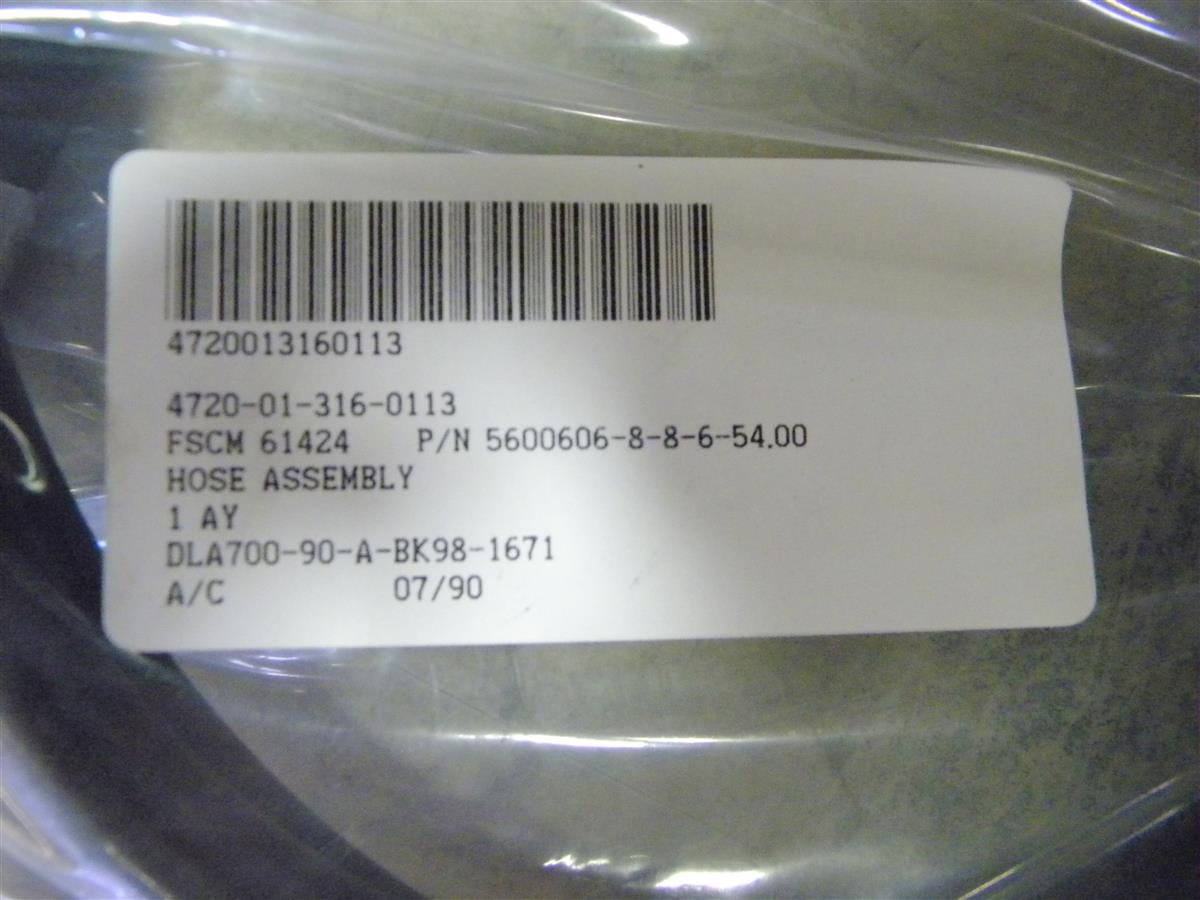 4720013160113
4720-01-316-0113
FSCM 61424 P/N 5600606-8-8-6-54.00
HOSE ASSEMBLY
1 AY
DLA700-90-A-BK98-1671
A/C 07/90